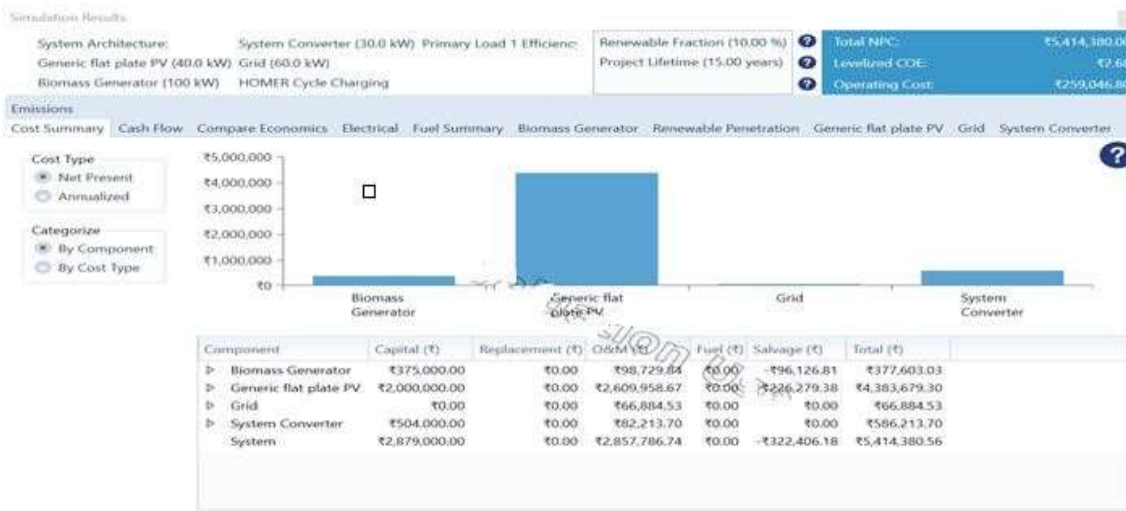 Simulation Results
System Architecture: System Converter (30.0 kW) Primary Load 1 Efficienc Renewable Fraction (10.00 %) Total NPC: ₹5,414,380.00
Generic flat plate PV (40.0 kW) Grid (60.0 kW) Project Lifetime (15.00 years) Levelized COE:
Biomass Generator (100 kW) HOMER Cycle Charging Operating Cost: ₹259,046.80
Emissions
Cost Summary Cash Flow Compare Economics Electrical Fuel Summary Biomass Generator Renewable Penetration Generic flat plate PV Grid System Converter
Cost Type
Net Present
Annualized
Categorize
By Component
By Cost Type
₹5,000,000
₹4,000,000
₹3,000,000
₹2,000,000
₹1,000,000
₹0
Biomass Generator
Generic flat plate PV
Grid
System Converter
Component Capital (₹) Replacement (₹) O&M (₹) Fuel (₹) Salvage (₹) Total (₹)
Biomass Generator ₹375,000.00 ₹0.00 ₹98,729.84 ₹0.00 -₹96,126.81 ₹377,603.03
Generic flat plate PV ₹2,000,000.00 ₹0.00 ₹2,609,958.67 ₹0.00 -₹226,279.38 ₹4,383,679.30
Grid ₹0.00 ₹0.00 ₹66,884.53 ₹0.00 ₹0.00 ₹66,884.53
System Converter ₹504,000.00 ₹0.00 ₹82,213.70 ₹0.00 ₹0.00 ₹586,213.70
System ₹2,879,000.00 ₹0.00 ₹2,857,786.74 ₹0.00 -₹322,406.18 ₹5,414,380.56